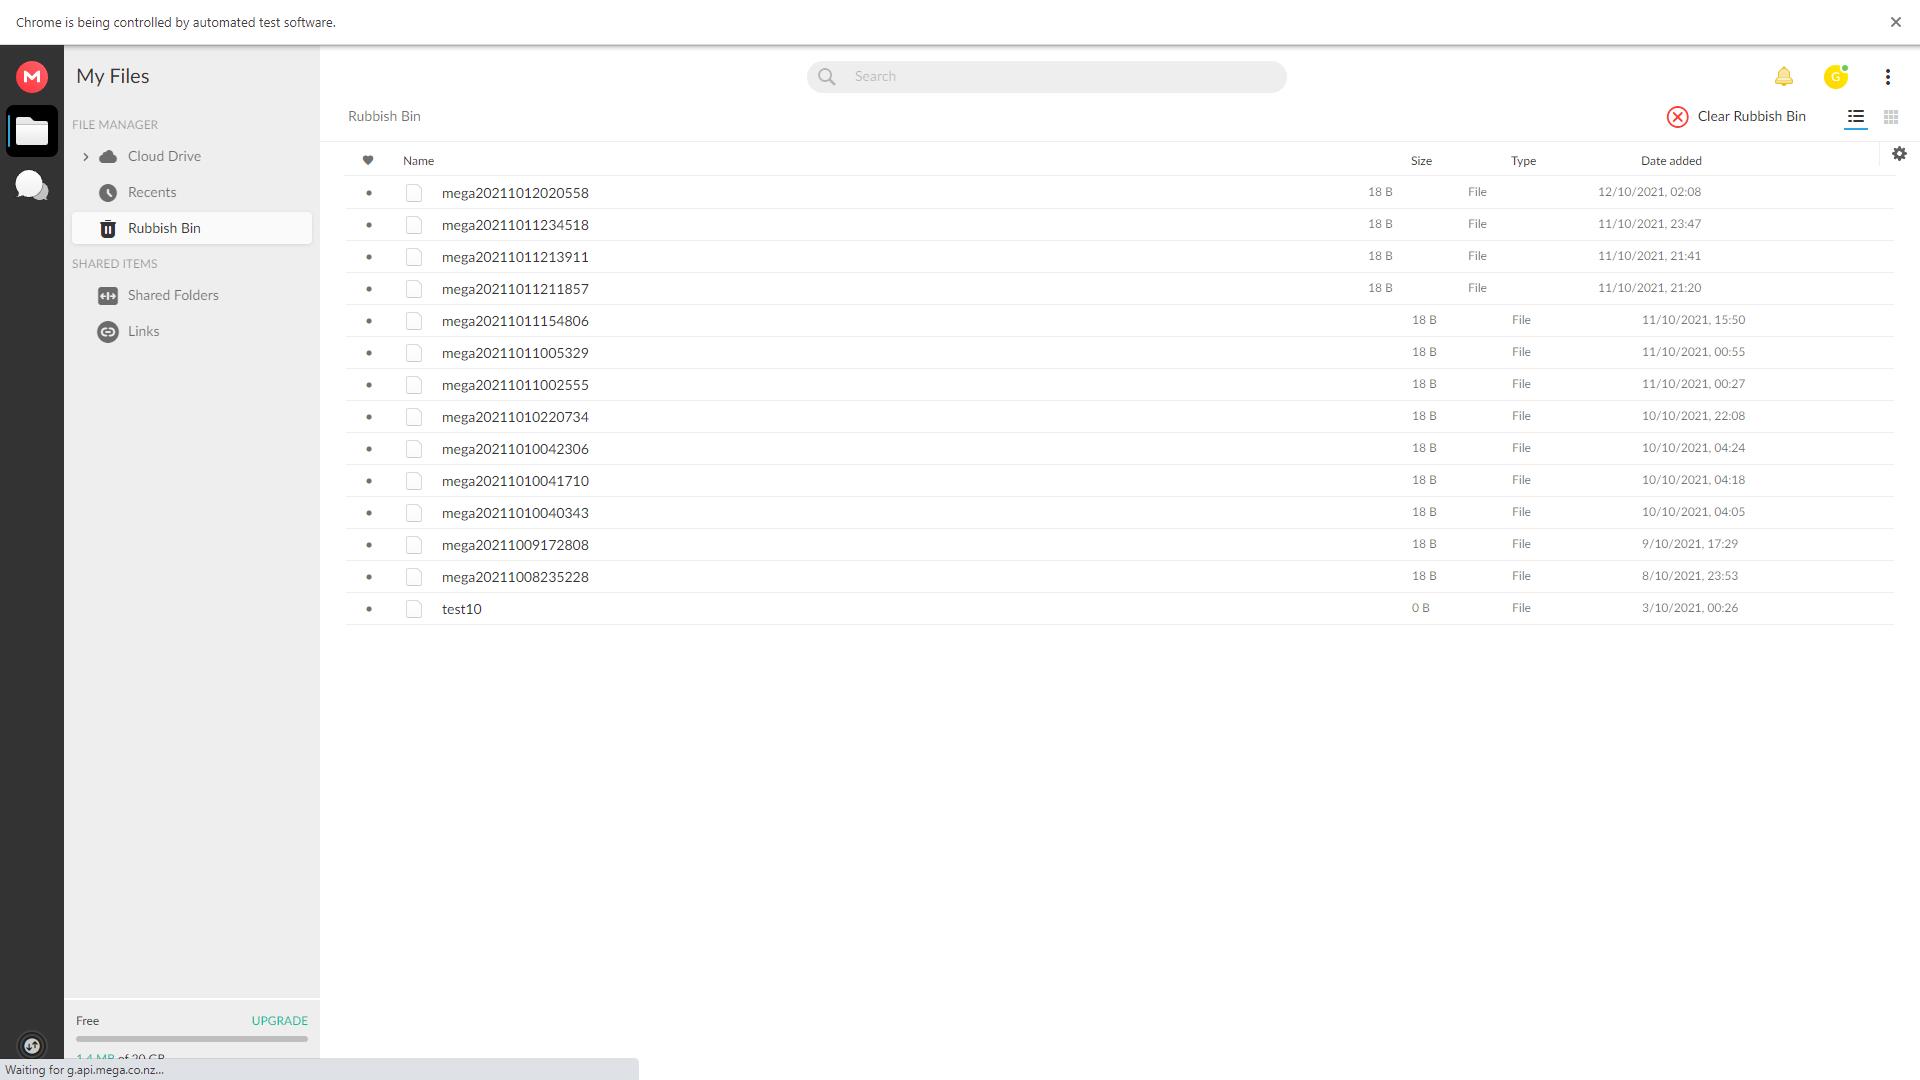 Chrome is being controlled by automated test software.
My Files
Search
G
Rubbish Bin
Clear Rubbish Bin
FILE MANAGER
Cloud Drive
Recents
Rubbish Bin
SHARED ITEMS
Shared Folders
Links
Name Size Type Date added
mega20211012020558 18 B File 12/10/2021, 02:08
mega20211011234518 18 B File 11/10/2021, 23:47
mega20211011213911 18 B File 11/10/2021, 21:41
mega20211011211857 18 B File 11/10/2021, 21:20
mega20211011154806 18 B File 11/10/2021, 15:50
mega20211011005329 18 B File 11/10/2021, 00:55
mega20211011002555 18 B File 11/10/2021, 00:27
mega20211010220734 18 B File 10/10/2021, 22:08
mega20211010042306 18 B File 10/10/2021, 04:24
mega20211010041710 18 B File 10/10/2021, 04:18
mega20211010040343 18 B File 10/10/2021, 04:05
mega20211009172808 18 B File 9/10/2021, 17:29
mega20211008235228 18 B File 8/10/2021, 23:53
test10 0 B File 3/10/2021, 00:26
Free UPGRADE
1.4 MB of 20 GB
Waiting for g.api.mega.co.nz...